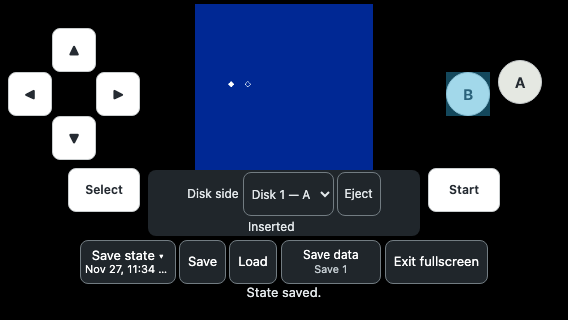 B
A
Select
Disk side
Disk 1 — A
Eject
Start
Inserted
Save state ▾
Nov 27, 11:34 ...
Save
Load
Save data
Save 1
Exit fullscreen
State saved.